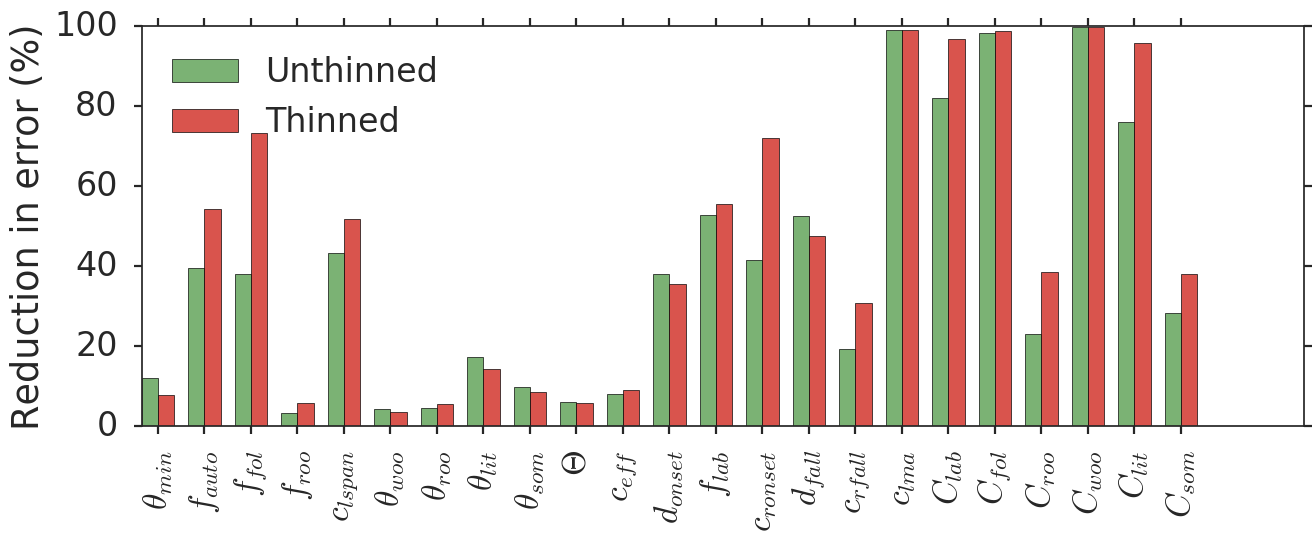 Reduction in error (%)
100
80
60
40
20
0
Unthinned
Thinned
θ_min
f_auto
f_fol
f_roo
c_lspan
θ_woo
θ_roo
θ_lit
θ_som
Θ
c_eff
d_onset
f_lab
c_ronset
d_fall
c_rfall
c_lma
C_lab
C_fol
C_roo
C_woo
C_lit
C_som